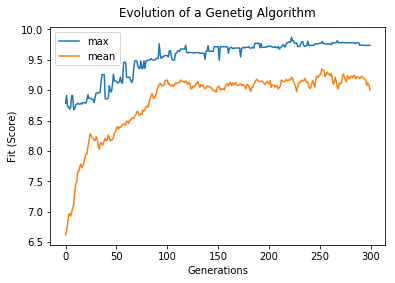 Evolution of a Genetig Algorithm
max
mean
Fit (Score)
10.0
9.5
9.0
8.5
8.0
7.5
7.0
6.5
0 50 100 150 200 250 300
Generations